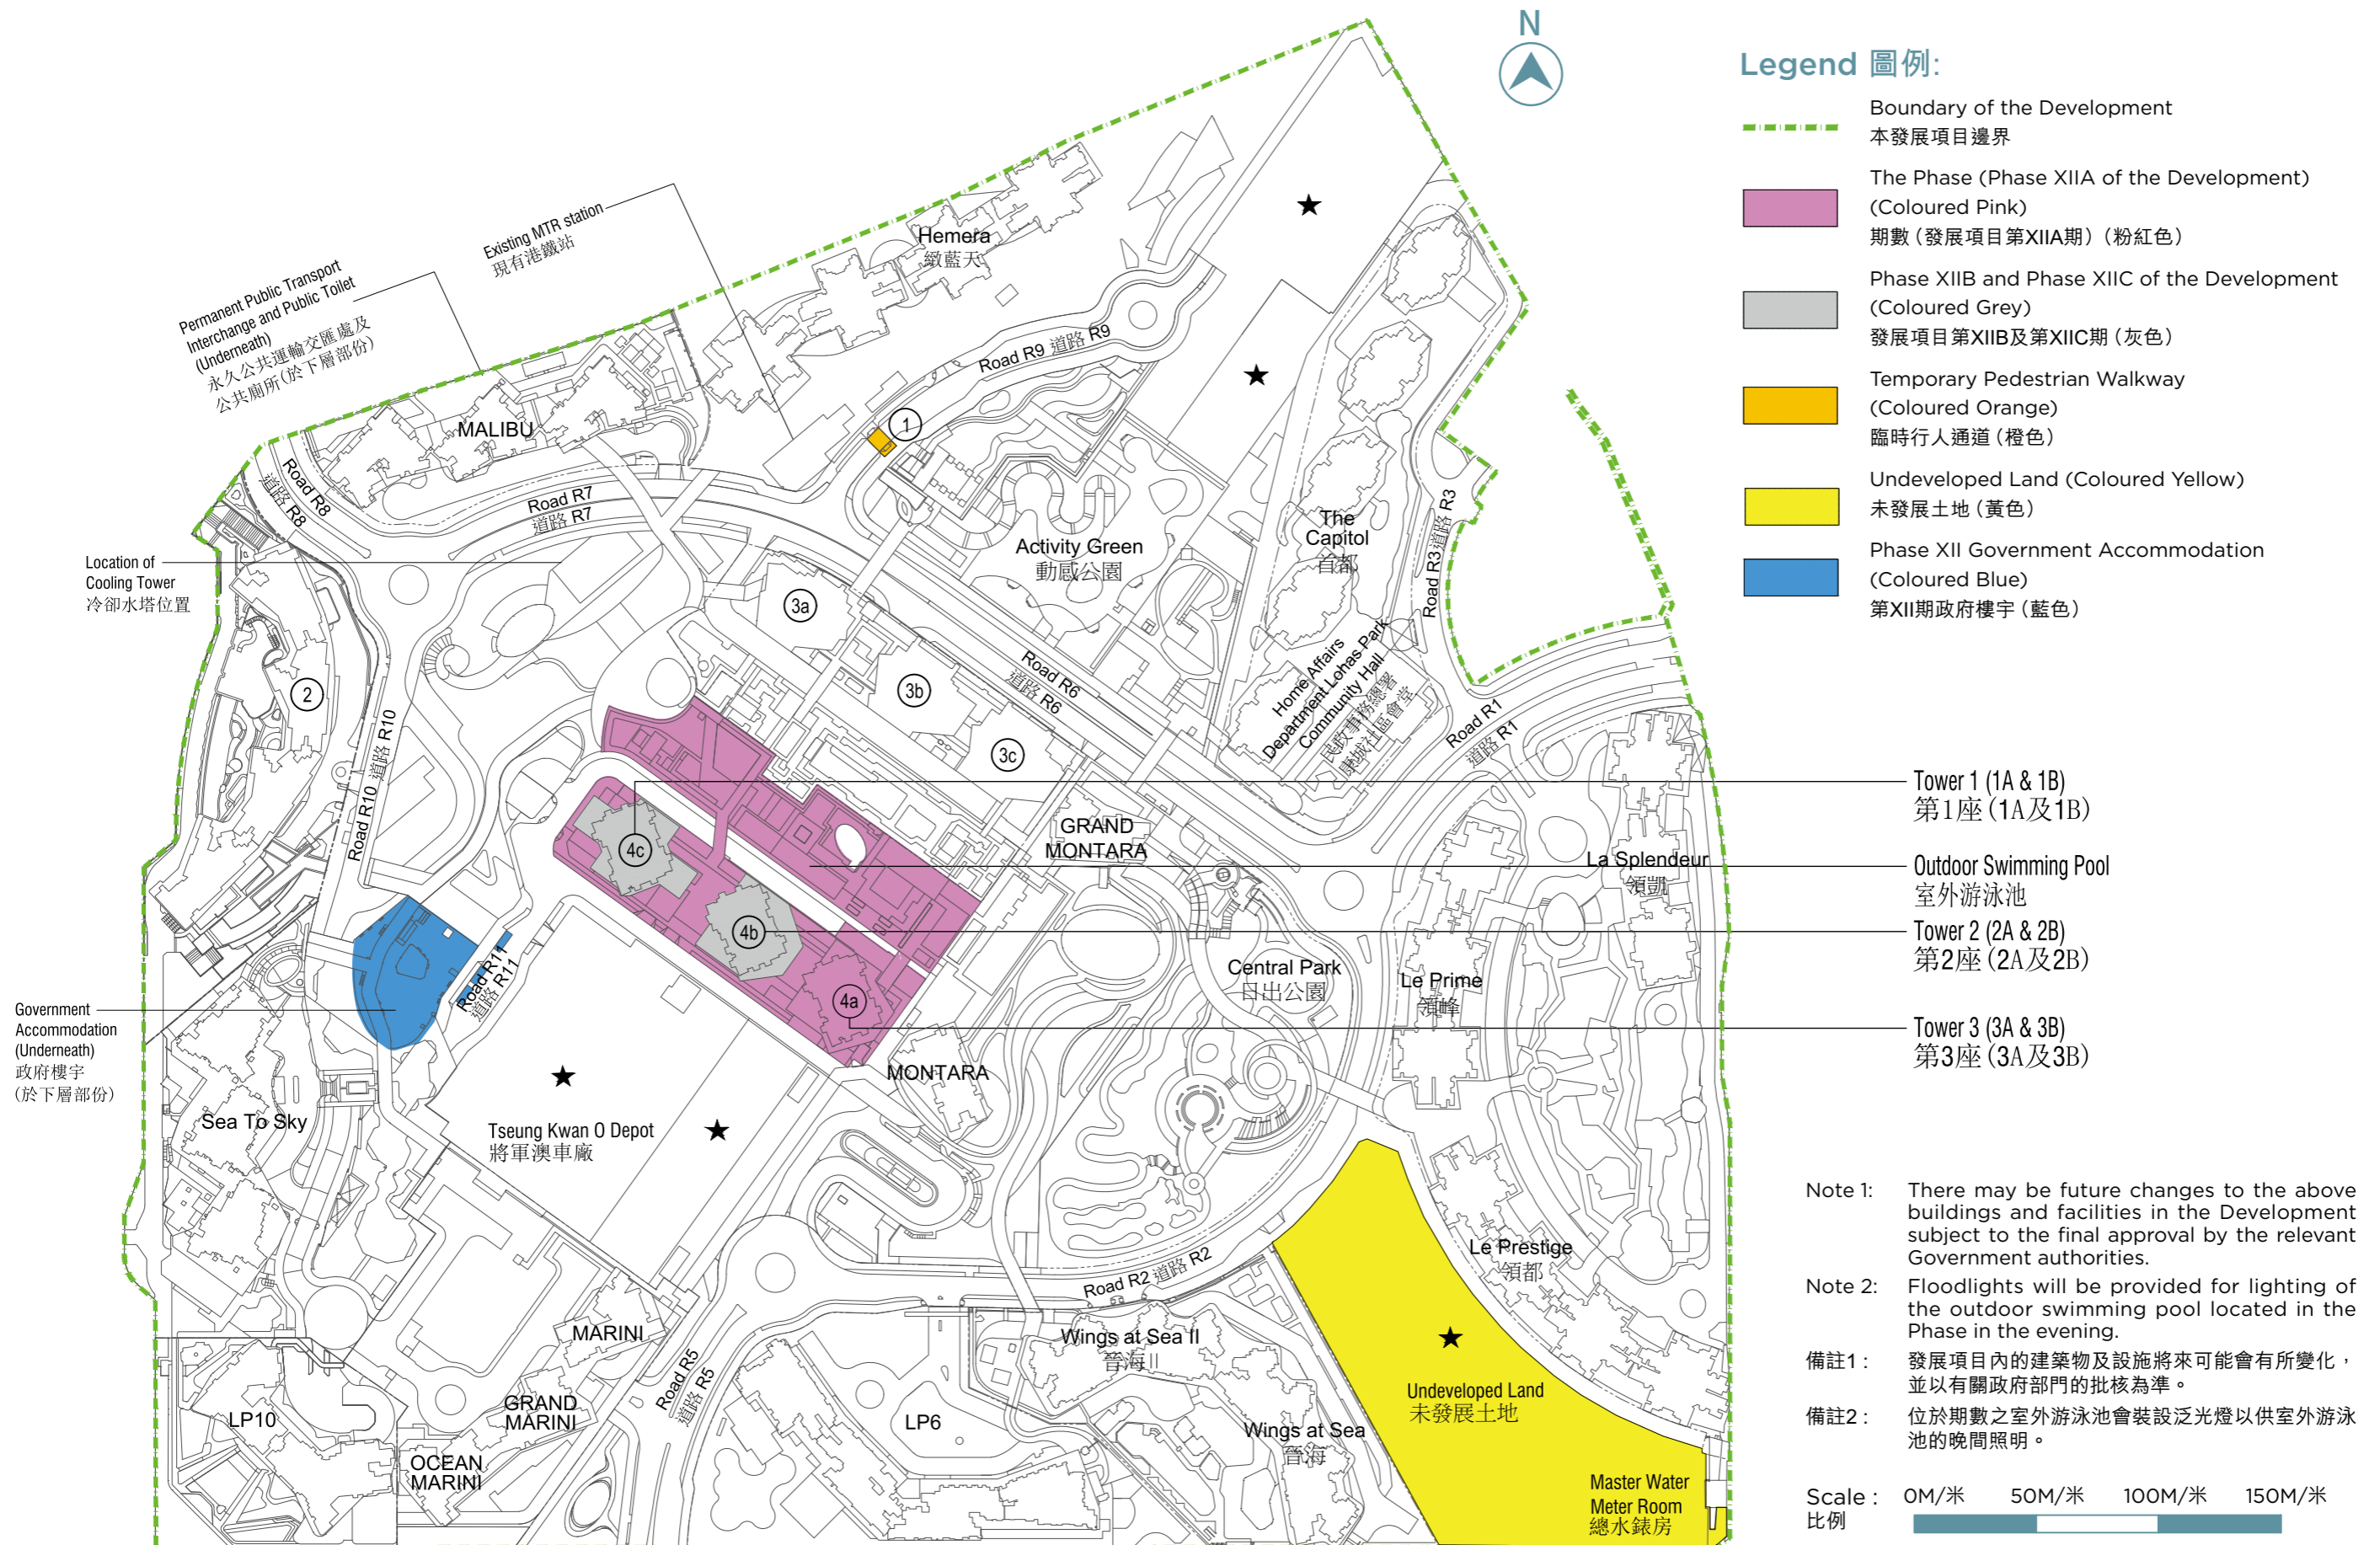 N
Legend 圖例:
Boundary of the Development
本發展項目邊界
The Phase (Phase XIIA of the Development)
(Coloured Pink)
期數（發展項目第XIIA期）（粉紅色）
Phase XIIB and Phase XIIC of the Development
(Coloured Grey)
發展項目第XIIB及第XIIC期（灰色）
Temporary Pedestrian Walkway
(Coloured Orange)
臨時行人通道（橙色）
Undeveloped Land (Coloured Yellow)
未發展土地（黃色）
Phase XII Government Accommodation
(Coloured Blue)
第XII期政府樓宇（藍色）
Existing MTR station
現有港鐵站
Permanent Public Transport
Interchange and Public Toilet
(Underneath)
永久公共運輸交匯處及
公共廁所(於下層部份)
Hemera
緻藍天
Road R9 道路 R9
MALIBU
1
Road R8
道路 R8
Road R7
道路 R7
Location of
Cooling Tower
冷卻水塔位置
Activity Green
動感公園
The
Capitol
首都
Road R3 道路 R3
3a
3b
3c
2
Road R6
道路 R6
Home Affairs
Department Lohas Park
Community Hall
民政事務總署
康城社區會堂
Road R1
道路 R1
Road R10 道路 R10
Tower 1 (1A & 1B)
第1座（1A及1B）
GRAND
MONTARA
4c
La Splendeur
領凱
Outdoor Swimming Pool
室外游泳池
4b
Tower 2 (2A & 2B)
第2座（2A及2B）
Central Park
日出公園
Le Prime
領峰
Road R11
道路 R11
4a
Tower 3 (3A & 3B)
第3座（3A及3B）
Government
Accommodation
(Underneath)
政府樓宇
(於下層部份)
MONTARA
Sea To Sky
Tseung Kwan O Depot
將軍澳車廠
Le Prestige
領都
Road R2 道路 R2
MARINI
Wings at Sea II
晉海II
Road R5
道路 R5
GRAND
MARINI
LP10
LP6
OCEAN
MARINI
Wings at Sea
晉海
Undeveloped Land
未發展土地
Master Water
Meter Room
總水錶房
Note 1: There may be future changes to the above
buildings and facilities in the Development
subject to the final approval by the relevant
Government authorities.
Note 2: Floodlights will be provided for lighting of
the outdoor swimming pool located in the
Phase in the evening.
備註1： 發展項目內的建築物及設施將來可能會有所變化，
並以有關政府部門的批核為準。
備註2： 位於期數之室外游泳池會裝設泛光燈以供室外游泳
池的晚間照明。
Scale : 0M/米 50M/米 100M/米 150M/米
比例